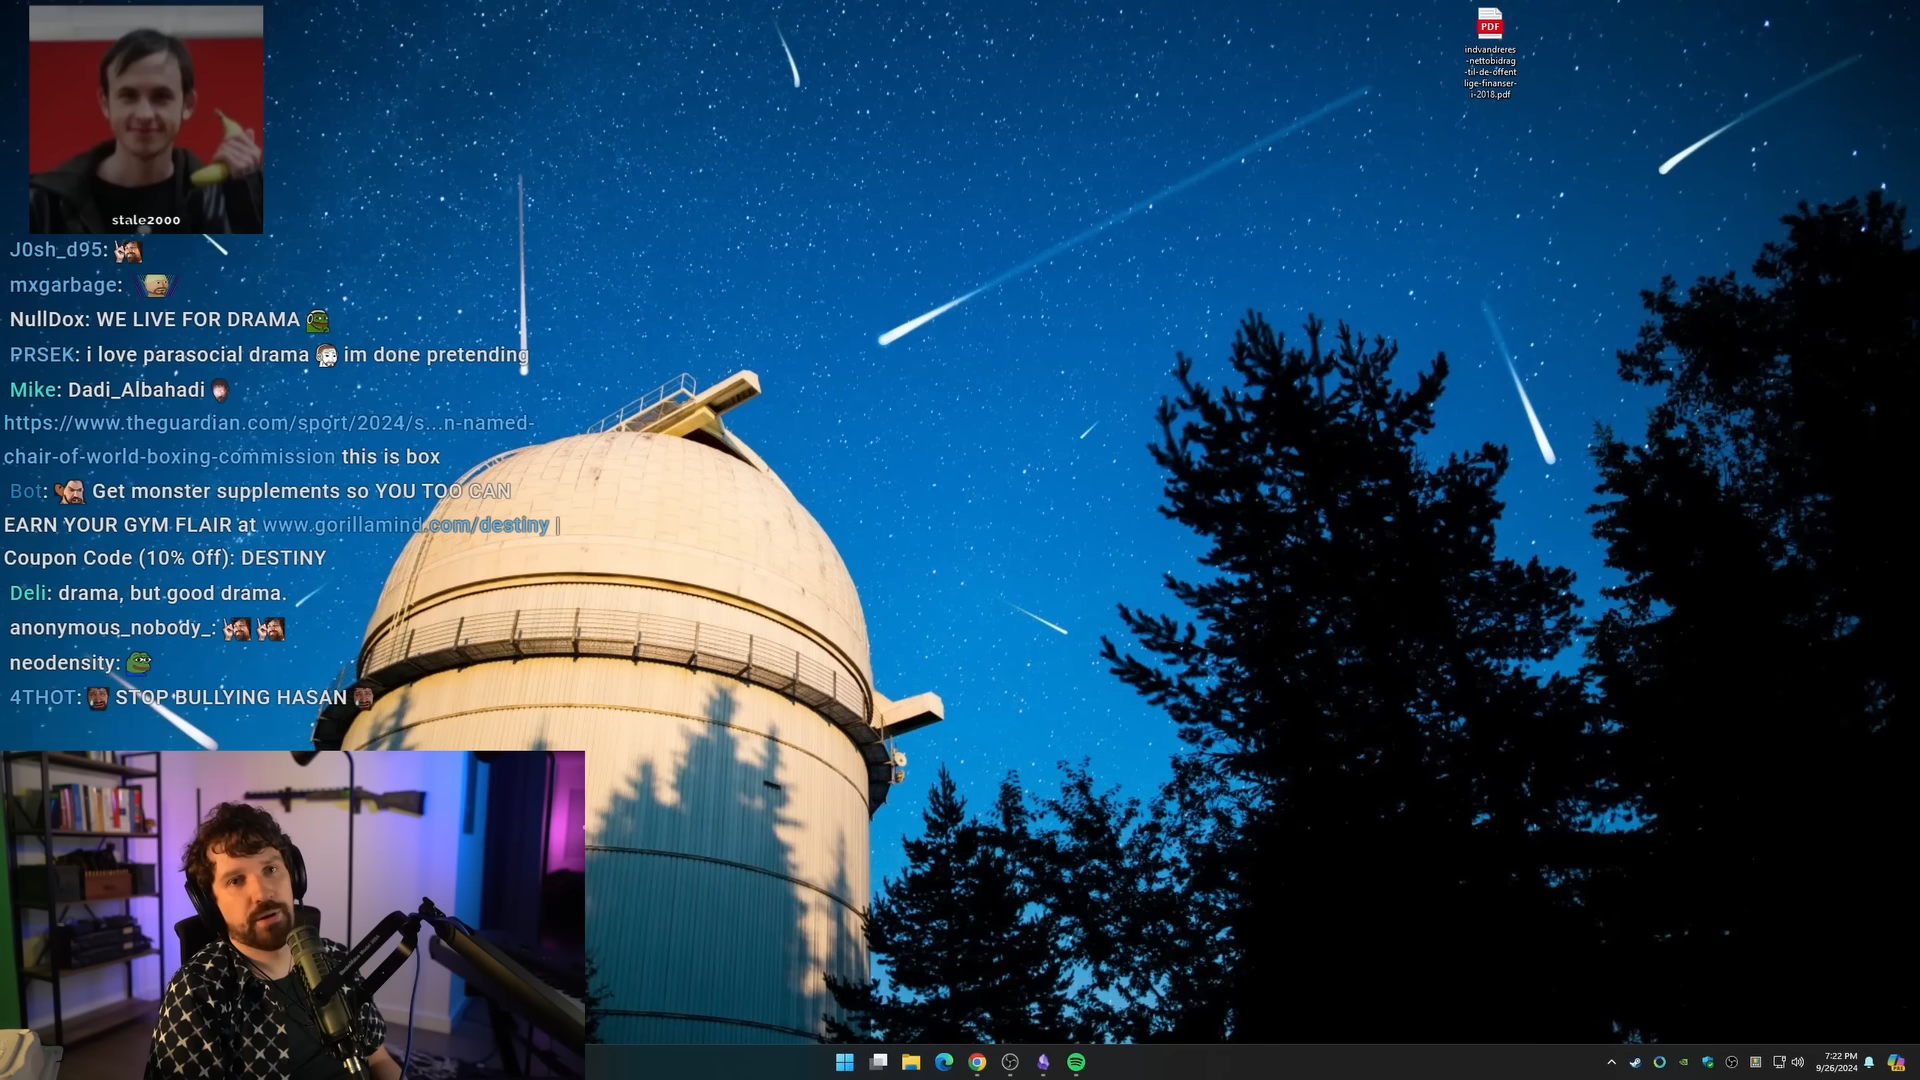 stale2000
J0sh_d95:
mxgarbage:
NullDox: WE LIVE FOR DRAMA
PRSEK: i love parasocial drama im done pretending
Mike: Dadi_Albahadi
https://www.theguardian.com/sport/2024/s...n-named-
chair-of-world-boxing-commission this is box
Bot: Get monster supplements so YOU TOO CAN
EARN YOUR GYM FLAIR at www.gorillamind.com/destiny |
Coupon Code (10% Off): DESTINY
Deli: drama, but good drama.
anonymous_nobody_:
neodensity:
4THOT: STOP BULLYING HASAN
PDF
indvandreres
-nettobidrag
-til-de-offent
lige-finanser-
i-2018.pdf
7:22 PM
9/26/2024